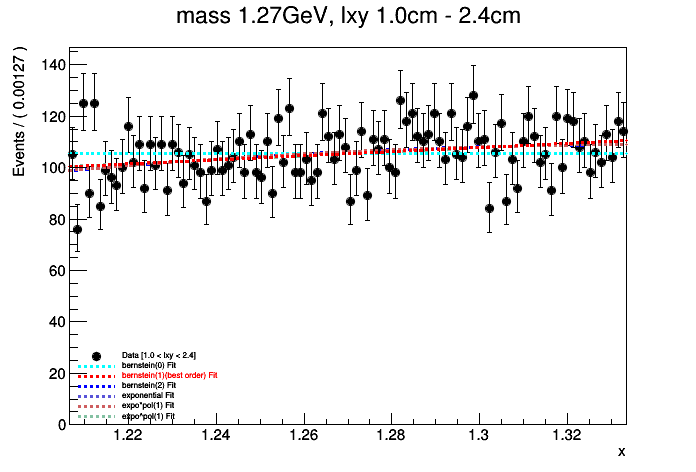 mass 1.27GeV, lxy 1.0cm - 2.4cm
Events / ( 0.00127 )
140
120
100
80
60
40
20
0
Data [1.0 < lxy < 2.4]
bernstein(0) Fit
bernstein(1)(best order) Fit
bernstein(2) Fit
exponential Fit
expo*pol(1) Fit
expo^pol(1) Fit
1.22 1.24 1.26 1.28 1.3 1.32
x